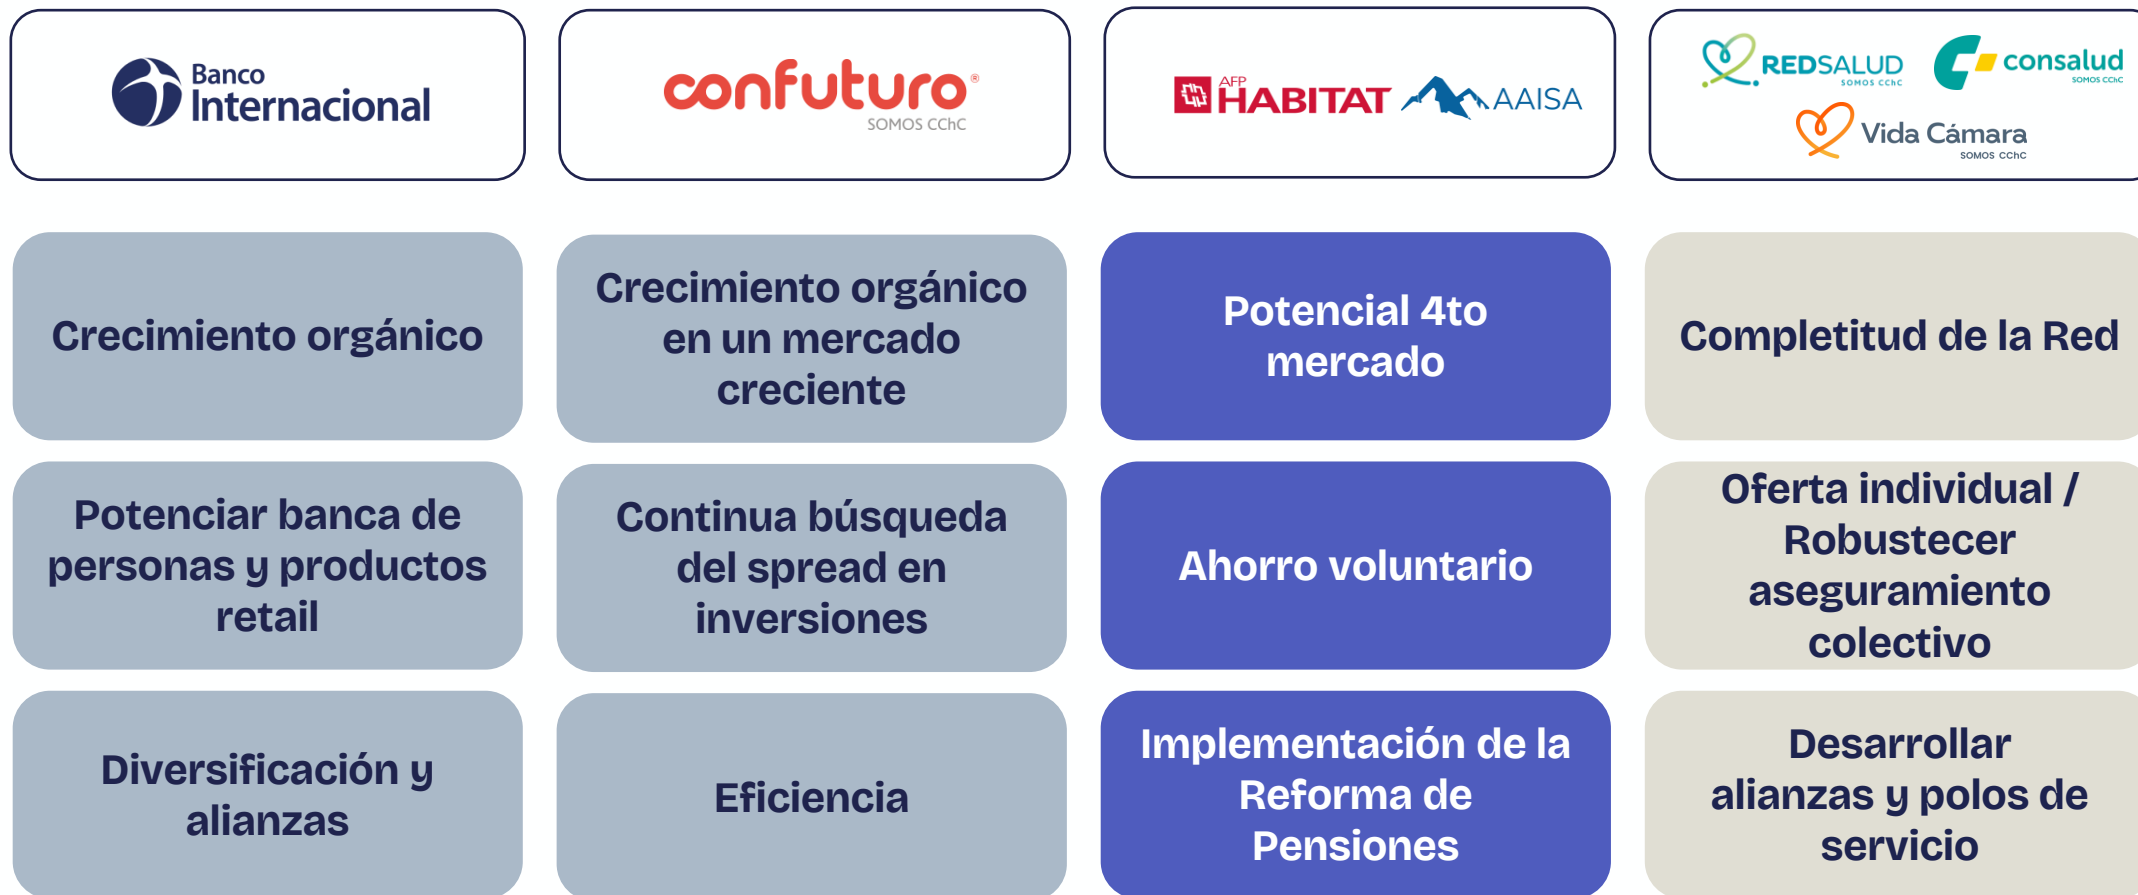 Banco
Internacional
confuturo®
SOMOS CChC
AFP
HABITAT
AAISA
REDSALUD
SOMOS CChC
consalud
SOMOS CChC
Vida Cámara
SOMOS CChC
Crecimiento orgánico
Crecimiento orgánico
en un mercado
creciente
Potencial 4to
mercado
Completitud de la Red
Potenciar banca de
personas y productos
retail
Continua búsqueda
del spread en
inversiones
Ahorro voluntario
Oferta individual /
Robustecer
aseguramiento
colectivo
Diversificación y
alianzas
Eficiencia
Implementación de la
Reforma de
Pensiones
Desarrollar
alianzas y polos de
servicio